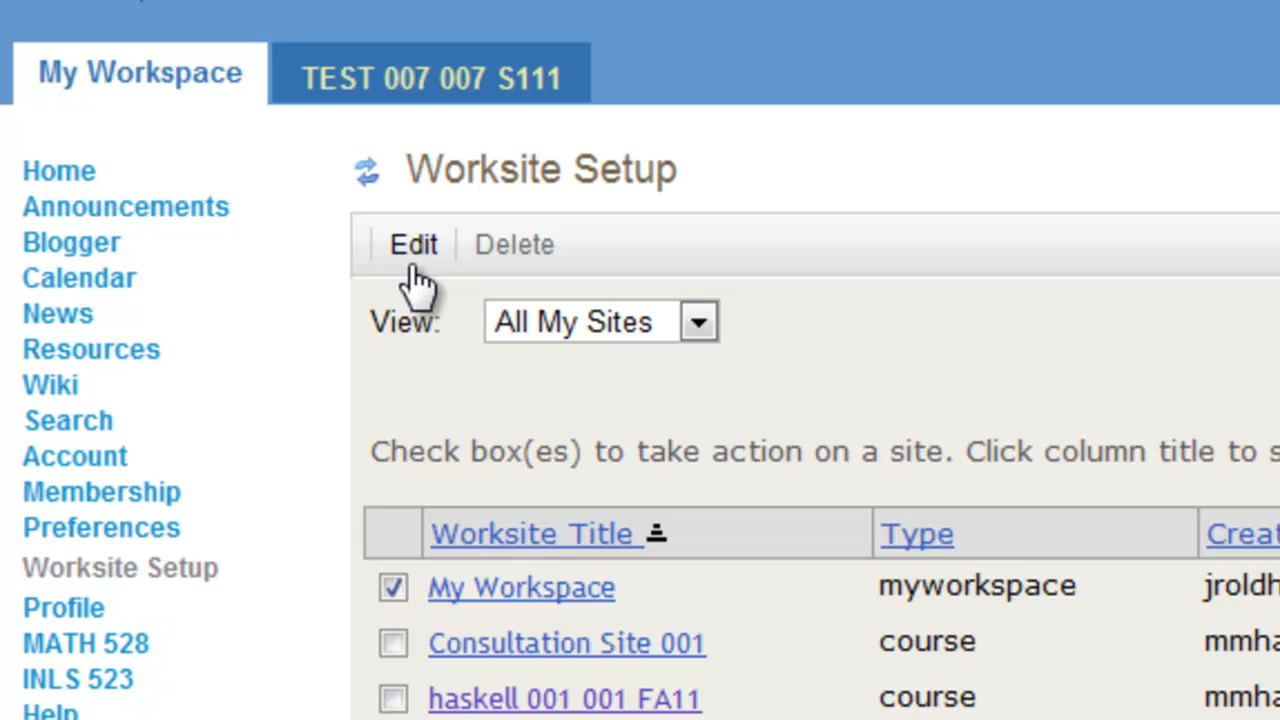 My Workspace TEST 007 007 S111
Home
Announcements
Blogger
Calendar
News
Resources
Wiki
Search
Account
Membership
Preferences
Worksite Setup
Profile
MATH 528
INLS 523
Help
Worksite Setup
Edit Delete
View: All My Sites
Check box(es) to take action on a site. Click column title to s
Worksite Title Type Creat
My Workspace myworkspace jroldh
Consultation Site 001 course mmha
haskell 001 001 FA11 course mmha